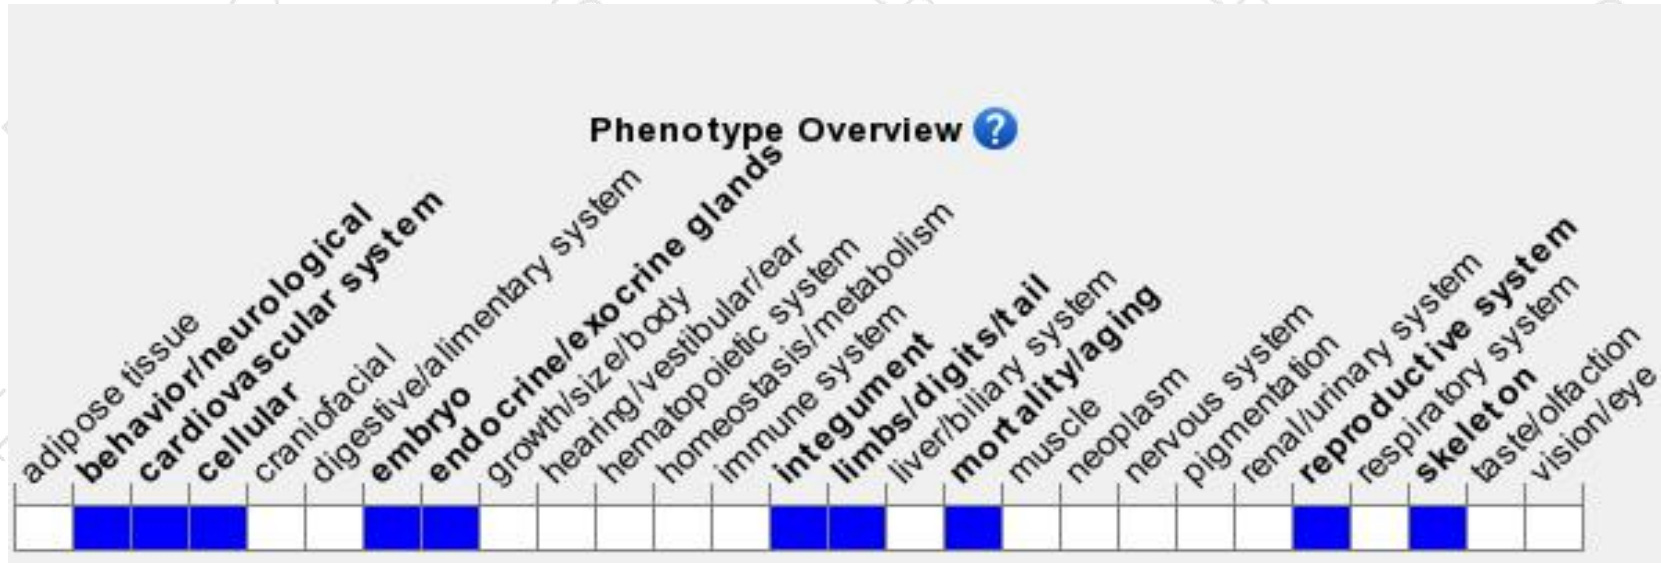 Phenotype Overview ?
adipose tissue
behavior/neurological
cardiovascular system
cellular
craniofacial
digestive/alimentary system
embryo
endocrine/exocrine glands
growth/size/body
hearing/vestibular/ear
hematopoietic system
homeostasis/metabolism
immune system
integument
limbs/digits/tail
liver/biliary system
mortality/aging
muscle
neoplasm
nervous system
pigmentation
renal/urinary system
reproductive system
respiratory system
skeleton
taste/olfaction
vision/eye